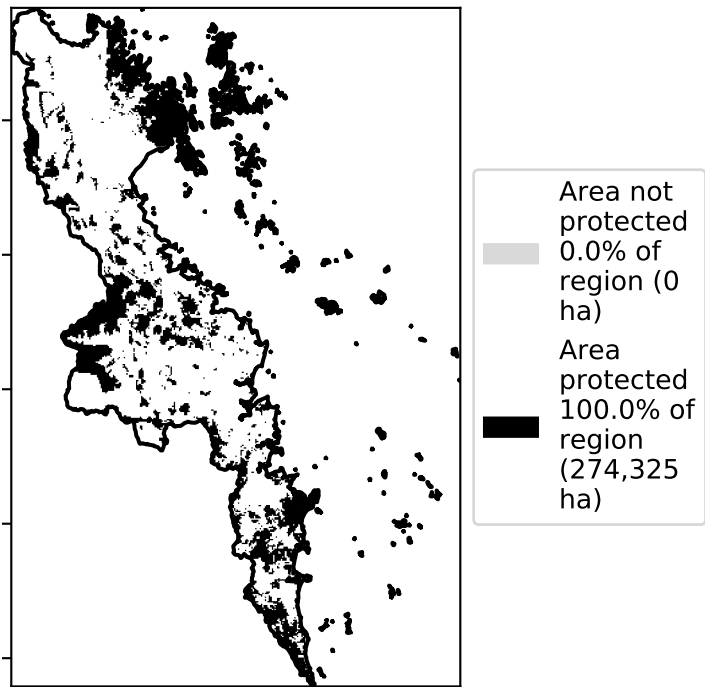 Area not
protected
0.0% of
region (0
ha)
Area
protected
100.0% of
region
(274,325
ha)